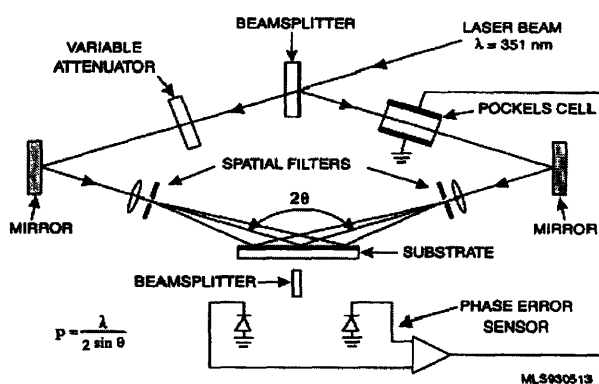 BEAMSPLITTER
LASER BEAM
λ = 351 nm
VARIABLE
ATTENUATOR
POCKELS CELL
SPATIAL FILTERS
2θ
MIRROR
MIRROR
SUBSTRATE
BEAMSPLITTER
PHASE ERROR
SENSOR
p = λ / 2 sin θ
MLS930513